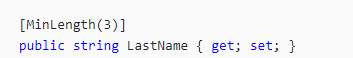 [MinLength(3)]
public string LastName { get; set; }